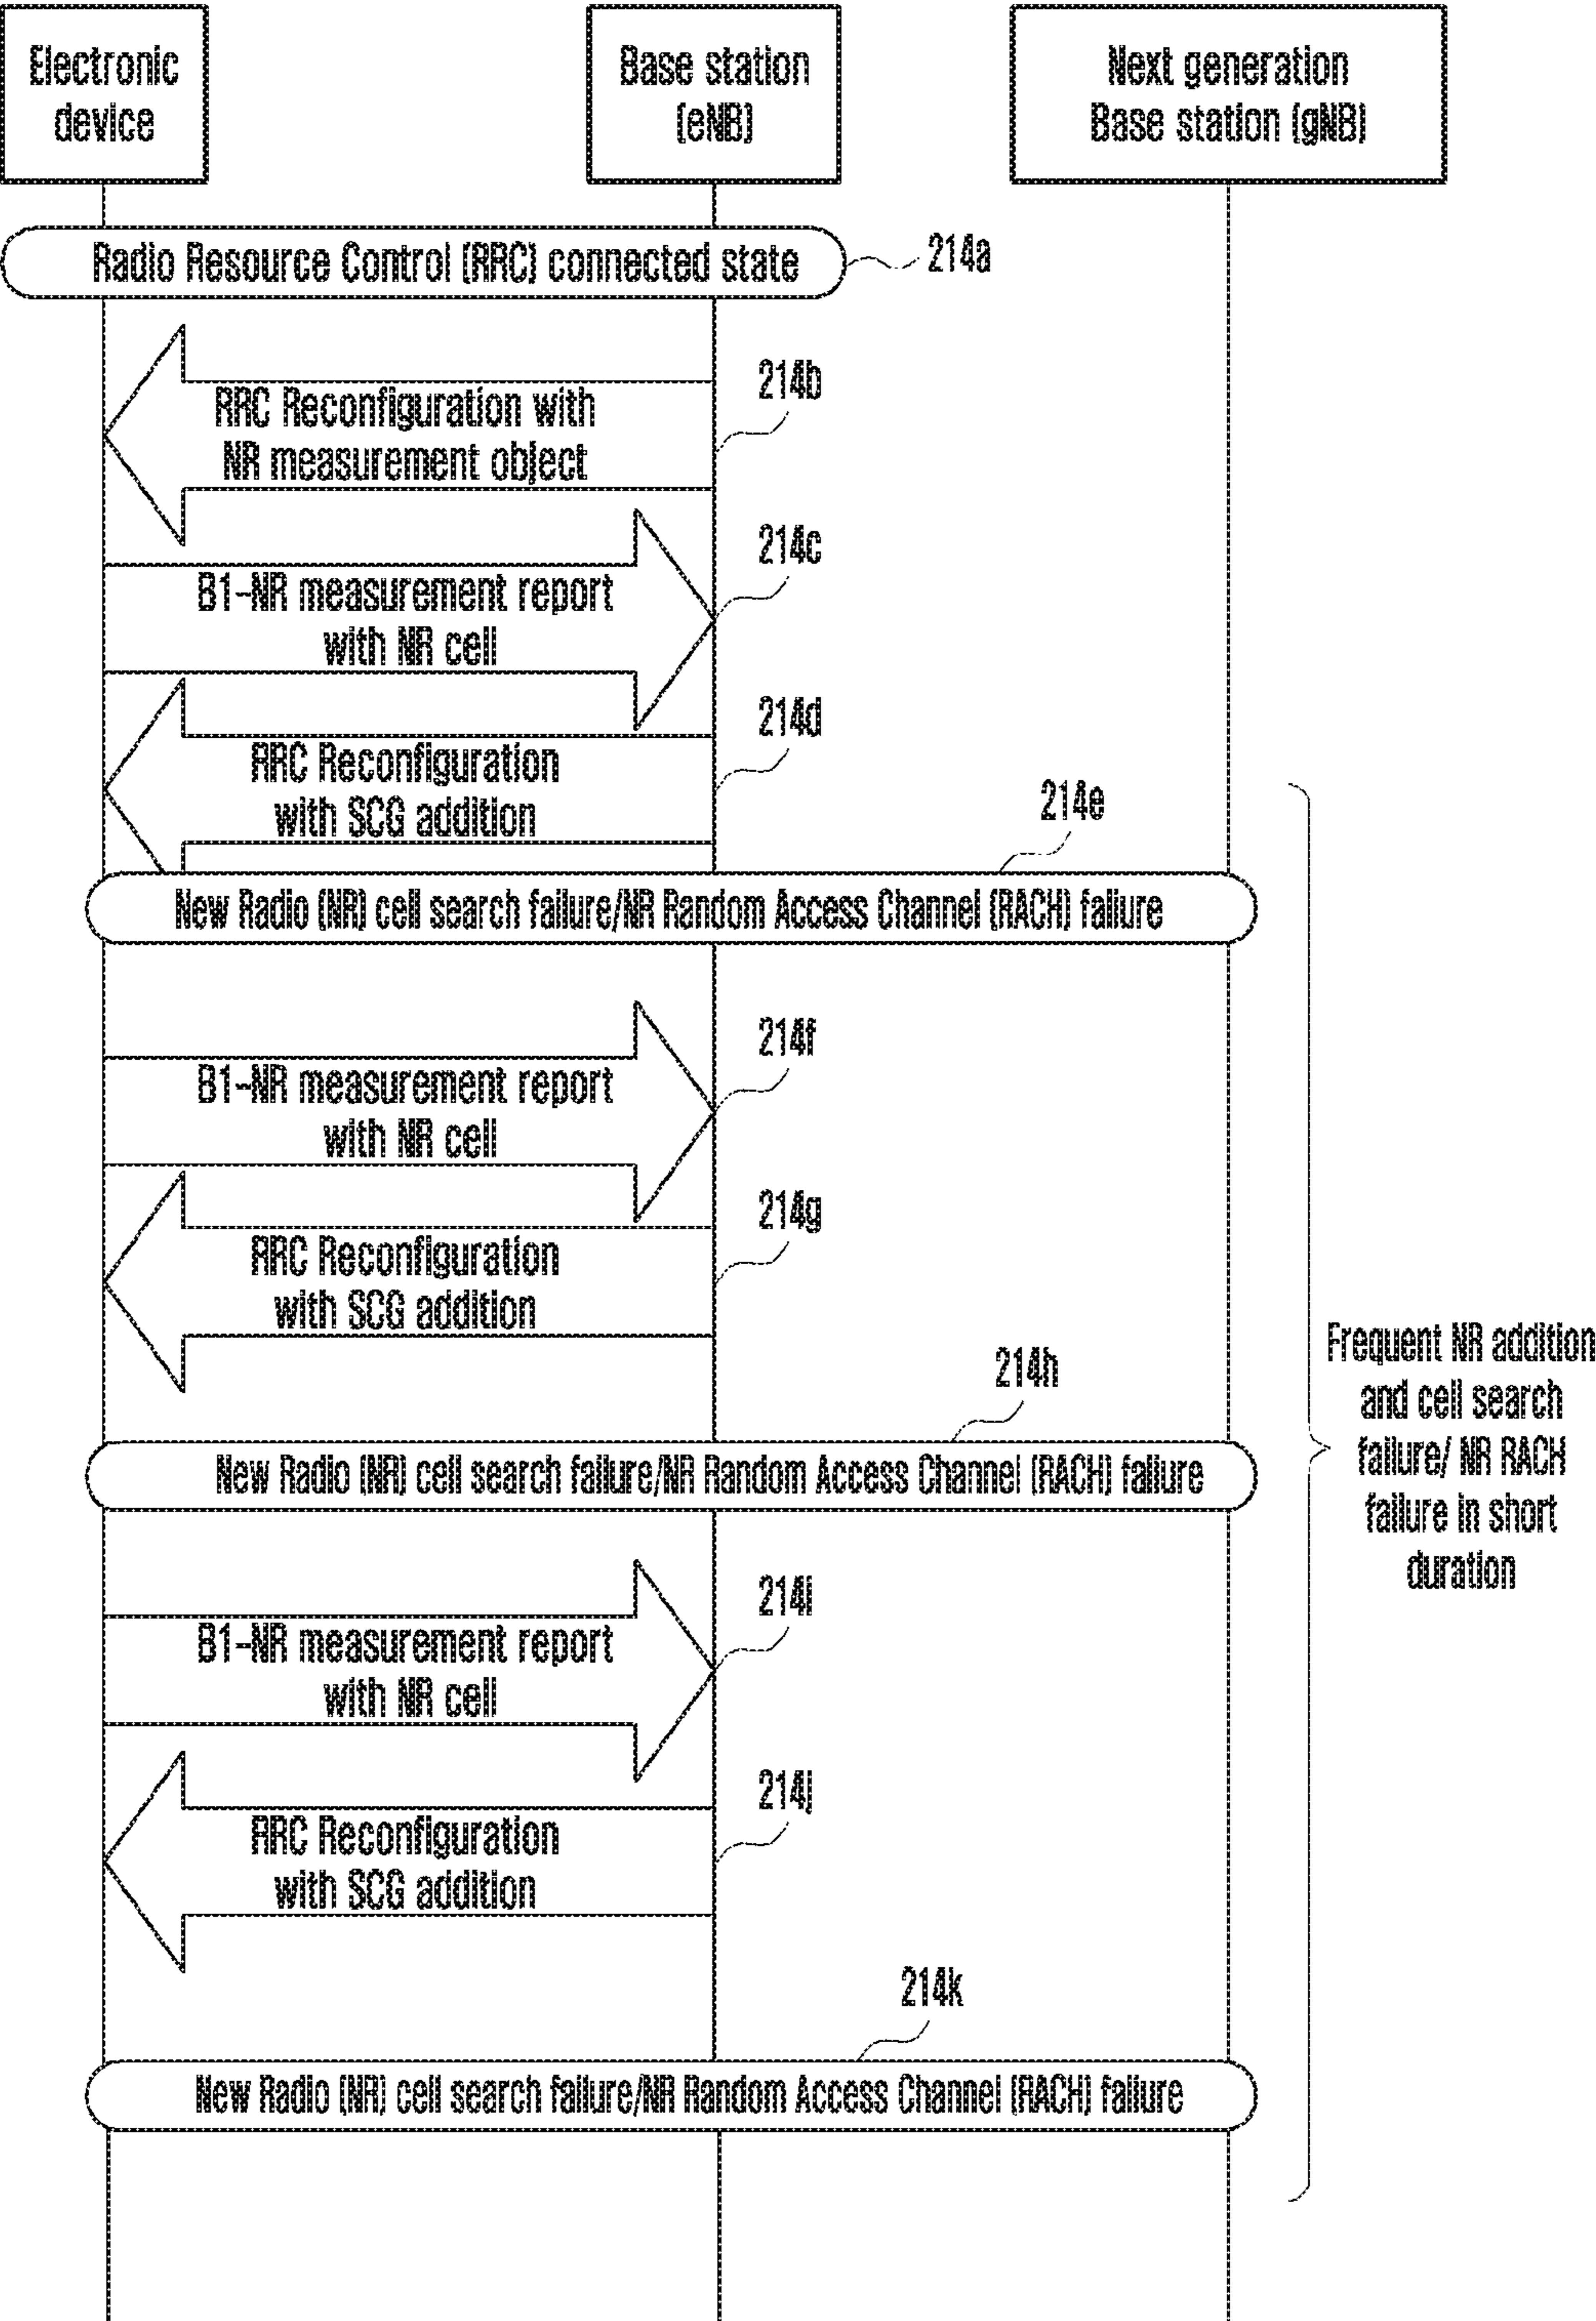 Electronic
device
Base station
(eNB)
Next generation
Base station (gNB)
Radio Resource Control (RRC) connected state
214a
RRC Reconfiguration with
NR measurement object
214b
B1-NR measurement report
with NR cell
214c
RRC Reconfiguration
with SCG addition
214d
214e
New Radio (NR) cell search failure/NR Random Access Channel (RACH) failure
B1-NR measurement report
with NR cell
214f
RRC Reconfiguration
with SCG addition
214g
214h
New Radio (NR) cell search failure/NR Random Access Channel (RACH) failure
B1-NR measurement report
with NR cell
214i
RRC Reconfiguration
with SCG addition
214j
214k
New Radio (NR) cell search failure/NR Random Access Channel (RACH) failure
Frequent NR addition
and cell search
failure/ NR RACH
failure in short
duration